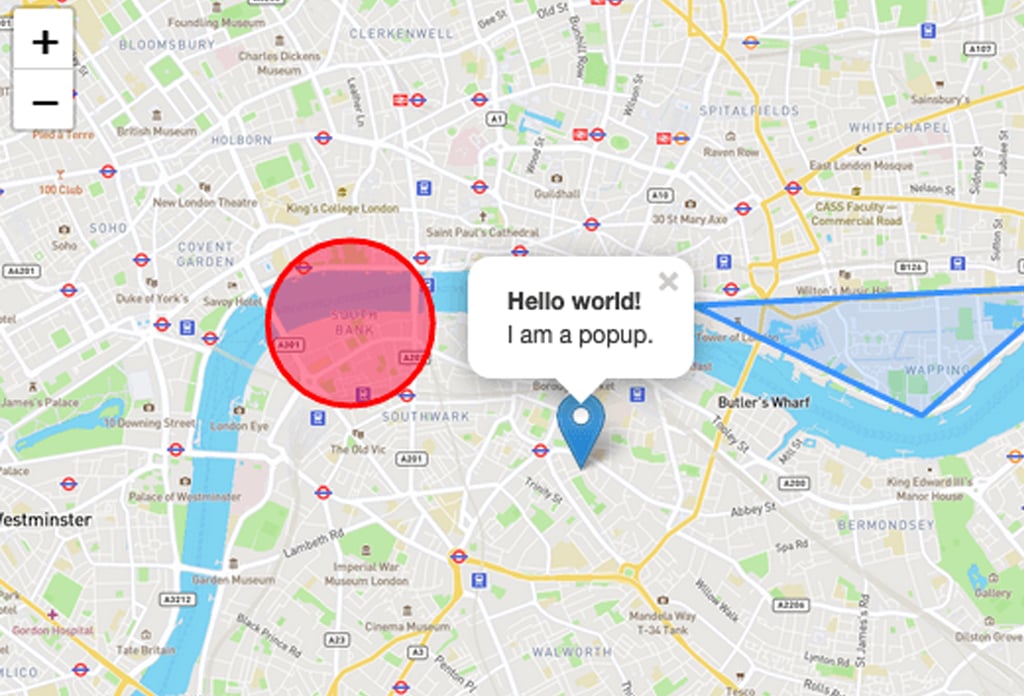 +
−
Foundling Museum
Old St
Gee St
CLERKENWELL
BLOOMSBURY
Bunhill Row
A107
Charles Dickens
Museum
Leather Ln
Wilson St
Sainsbury's
Pied à Terre
British Museum
A1
SPITALFIELDS
HOLBORN
WHITECHAPEL
Wood St
Raven Row
Sidney St
Jubilee St
East London Mosque
100 Club
New London Theatre
King's College London
Guildhall
A10
Nelson St
30 St Mary Axe
CASS Faculty —
Commercial Road
SOHO
Soho
COVENT
GARDEN
Saint Paul's Cathedral
Sutton St
A4201
B126
Duke of York's
Savoy Hotel
Wilton's Music Hall
Hello world!
×
I am a popup.
SOUTH
BANK
A301
Tower of London
WAPPING
St James's Palace
10 Downing Street
London Eye
SOUTHWARK
Butler's Wharf
The Old Vic
Tooley St
Mill St
A201
Palace of Westminster
Trinity St
A200
King Edward III's
Manor House
Westminster
Abbey St
BERMONDSEY
Lambeth Rd
Spa Rd
Garden Museum
Imperial War
Museum London
Willow Walk
Gallery
A3212
A2206
Cinema Museum
Mandela Way
T-34 Tank
St James's Rd
Gordon Hospital
Black Prince Rd
A23
Dilston Grove
Tate Britain
A3
WALWORTH
Penton Pl
Lynton Rd
Tesco
Rolls Rd